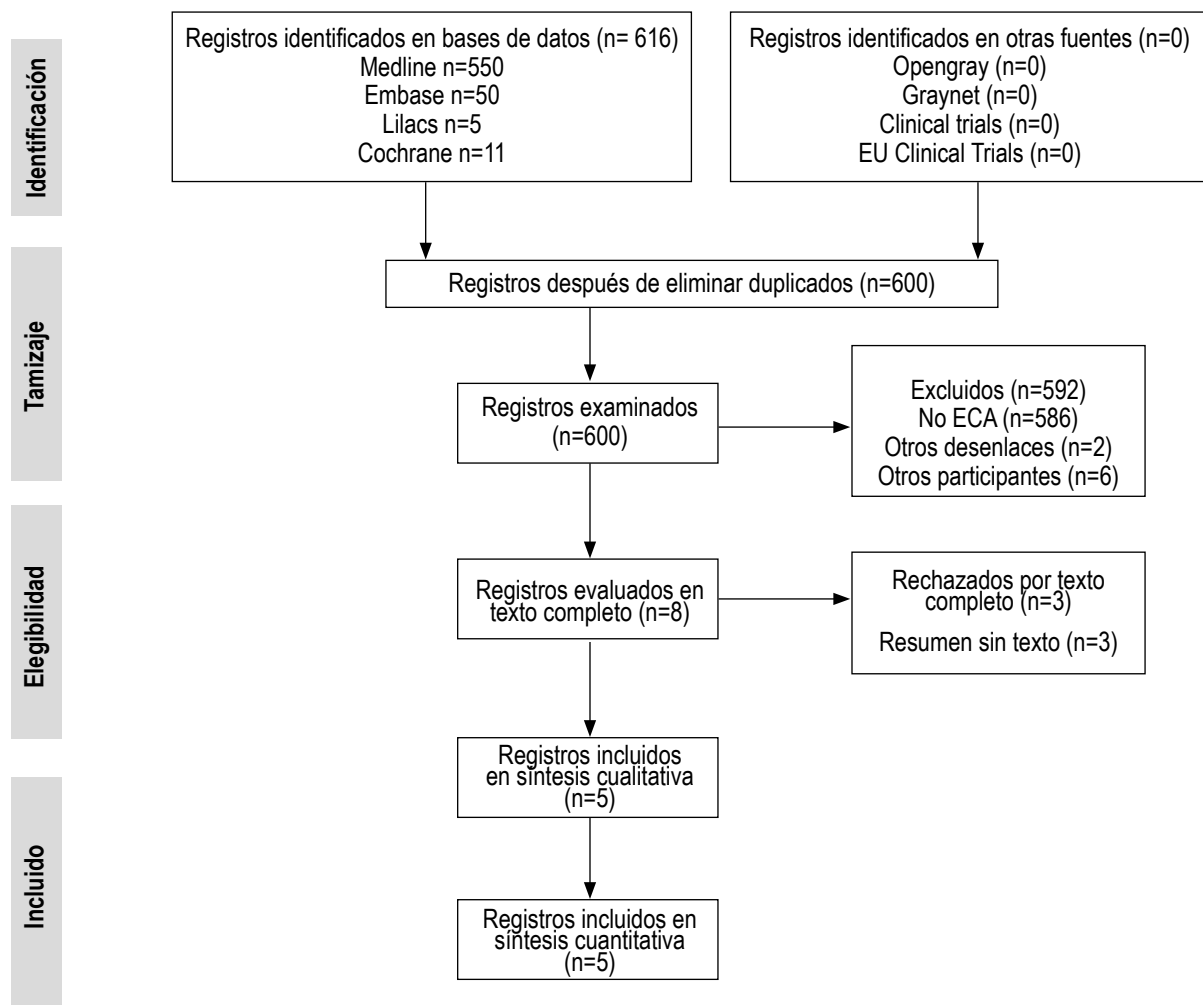 Identificación
Registros identificados en bases de datos (n= 616)
Medline n=550
Embase n=50
Lilacs n=5
Cochrane n=11
Registros identificados en otras fuentes (n=0)
Opengray (n=0)
Graynet (n=0)
Clinical trials (n=0)
EU Clinical Trials (n=0)
Tamizaje
Registros después de eliminar duplicados (n=600)
Registros examinados
(n=600)
Excluidos (n=592)
No ECA (n=586)
Otros desenlaces (n=2)
Otros participantes (n=6)
Elegibilidad
Registros evaluados en
texto completo (n=8)
Rechazados por texto
completo (n=3)
Resumen sin texto (n=3)
Registros incluidos
en síntesis cualitativa
(n=5)
Incluido
Registros incluidos en
síntesis cuantitativa
(n=5)